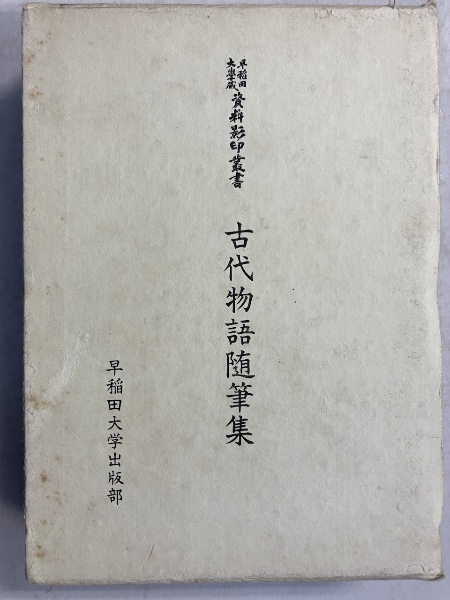 早稲田
大學蔵
資料影印叢書
古代物語随筆集
早稲田大学出版部